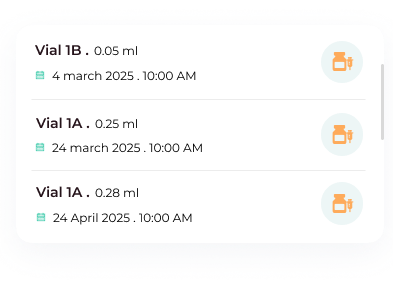 Vial 1B . 0.05 ml
4 march 2025 . 10:00 AM
Vial 1A . 0.25 ml
24 march 2025 . 10:00 AM
Vial 1A . 0.28 ml
24 April 2025 . 10:00 AM